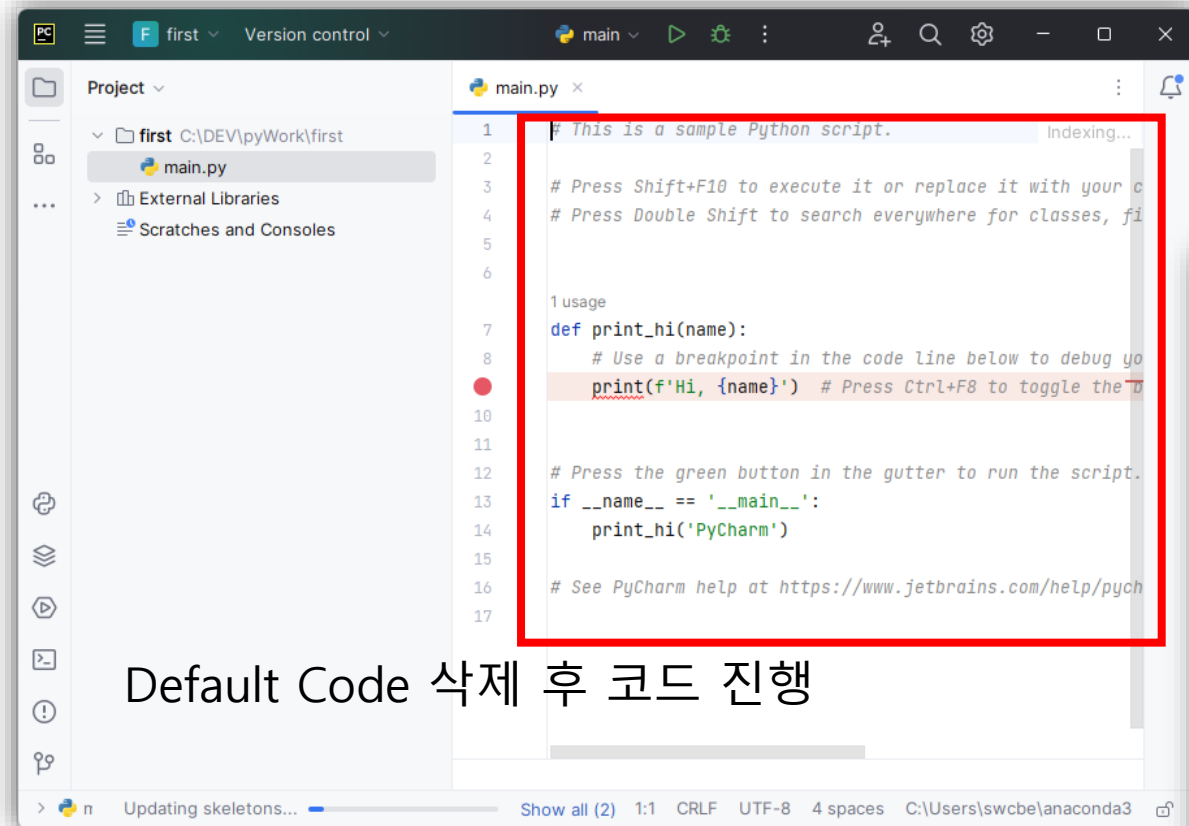 PC
F first Version control main
Project
main.py
first C:\DEV\pyWork\first
main.py
External Libraries
Scratches and Consoles
1 # This is a sample Python script. Indexing...
2
3 # Press Shift+F10 to execute it or replace it with your c
4 # Press Double Shift to search everywhere for classes, fi
5
6
1 usage
7 def print_hi(name):
8 # Use a breakpoint in the code line below to debug yo
print(f'Hi, {name}') # Press Ctrl+F8 to toggle the b
10
11
12 # Press the green button in the gutter to run the script.
13 if __name__ == '__main__':
14 print_hi('PyCharm')
15
16 # See PyCharm help at https://www.jetbrains.com/help/pych
17
Default Code 삭제 후 코드 진행
Updating skeletons... Show all (2) 1:1 CRLF UTF-8 4 spaces C:\Users\swcbe\anaconda3